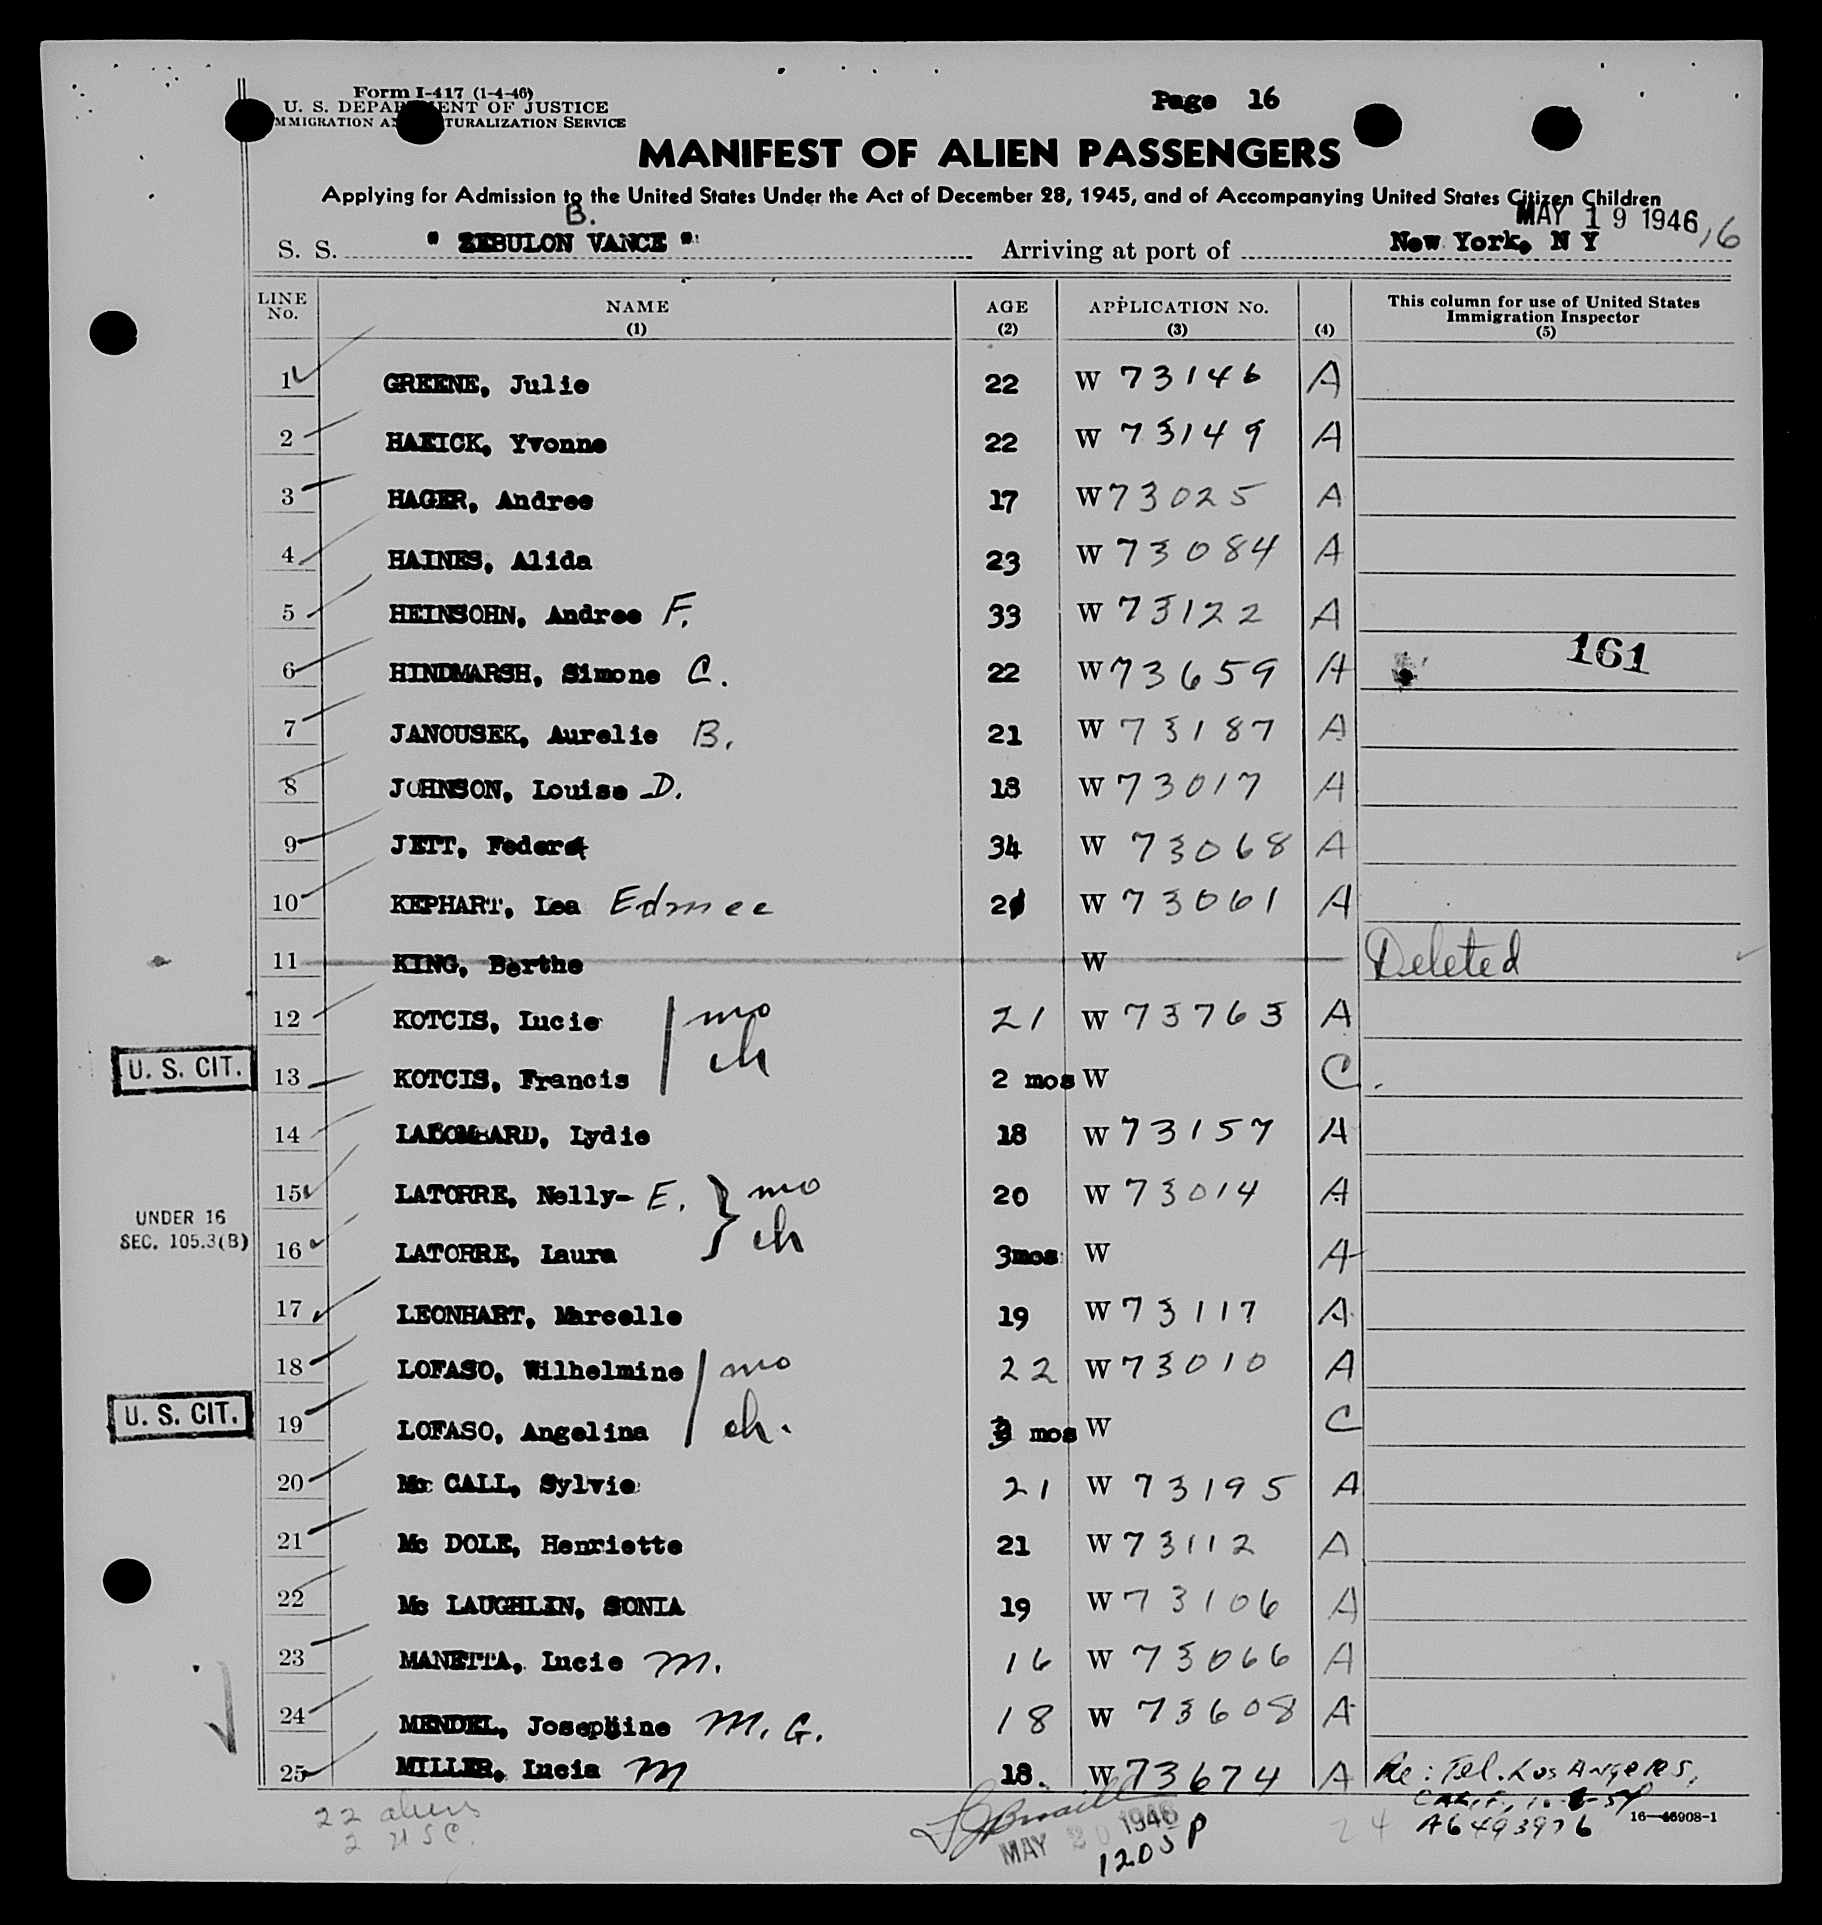 Form I-417 (1-4-46)
U. S. DEPARTMENT OF JUSTICE
IMMIGRATION AND NATURALIZATION SERVICE
Page 16
MANIFEST OF ALIEN PASSENGERS
Applying for Admission to the United States Under the Act of December 28, 1945, and of Accompanying United States Citizen Children
MAY 19 1946
B.
S. S. " ZEBULON VANCE " Arriving at port of New York, N Y 16
LINE No. NAME (1) AGE (2) APPLICATION No. (3) (4) This column for use of United States Immigration Inspector (5)
1 GREENE, Julie 22 W 73146 A
2 Yvonne 22 W 73149 A
3 HAGER, Andree 17 W 73025 A
4 HAINES, Alida 23 W 73084 A
5 HEINSOHN, Andree F. 33 W 73122 A
161
6 HINDMARSH, Simone C. 22 W 73659 A
7 JANOUSEK, Aurelie B. 21 W 73187 A
8 JOHNSON, Louise D. 18 W 73017 A
9 JETT, 34 W 73068 A
10 KEPHART, Lea Edmee W 73061 A
11 KING, Berthe W Deleted
12 KOTCIS, Lucie mo 21 W 73763 A
U. S. CIT. 13 KOTCIS, Francis ch 2 mos W C.
14 Lydie 18 W 73157 A
15 LATORRE, Nelly- E. mo 20 W 73014 A
UNDER 16
SEC. 105.3(B)
16 LATORRE, Laura ch 3mos W A
17 LEONHART, Marcelle 19 W 73117 A
18 LOFASO, Wilhelmine mo 22 W 73010 A
U. S. CIT. 19 LOFASO, Angelina ch. 3 mos W C
20 Mc CALL, Sylvie 21 W 73195 A
21 Mc DOLE, Henriette 21 W 73112 A
22 Mc LAUGHLIN, SONIA 19 W 73106 A
23 MANETTA, Lucie M. 16 W 73066 A
24 MENDEL, Josephine M. G. 18 W 73608 A
25 MILLER, Lucia M 18. W 73674 A Re: Tel. Los Angeles,
Calif.,
22 aliens
2 USC.
MAY 20 1946
1205 P
24
A6493976
16—46908-1